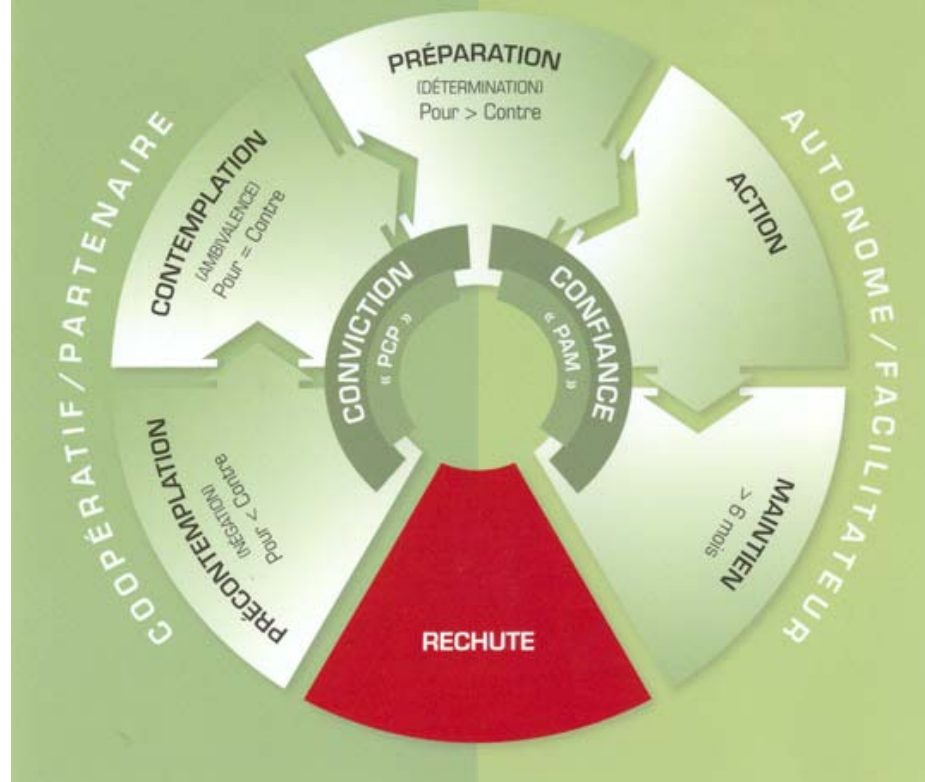 PRÉPARATION
(DÉTERMINATION)
Pour > Contre
CONTEMPLATION
(AMBIVALENCE)
Pour = Contre
ACTION
PRÉCONTEMPLATION
(NÉGATION)
Pour < Contre
MAINTIEN
> 6 mois
RECHUTE
CONVICTION
« PCP »
CONFIANCE
« PAM »
COOPÉRATIF / PARTENAIRE
AUTONOME / FACILITATEUR